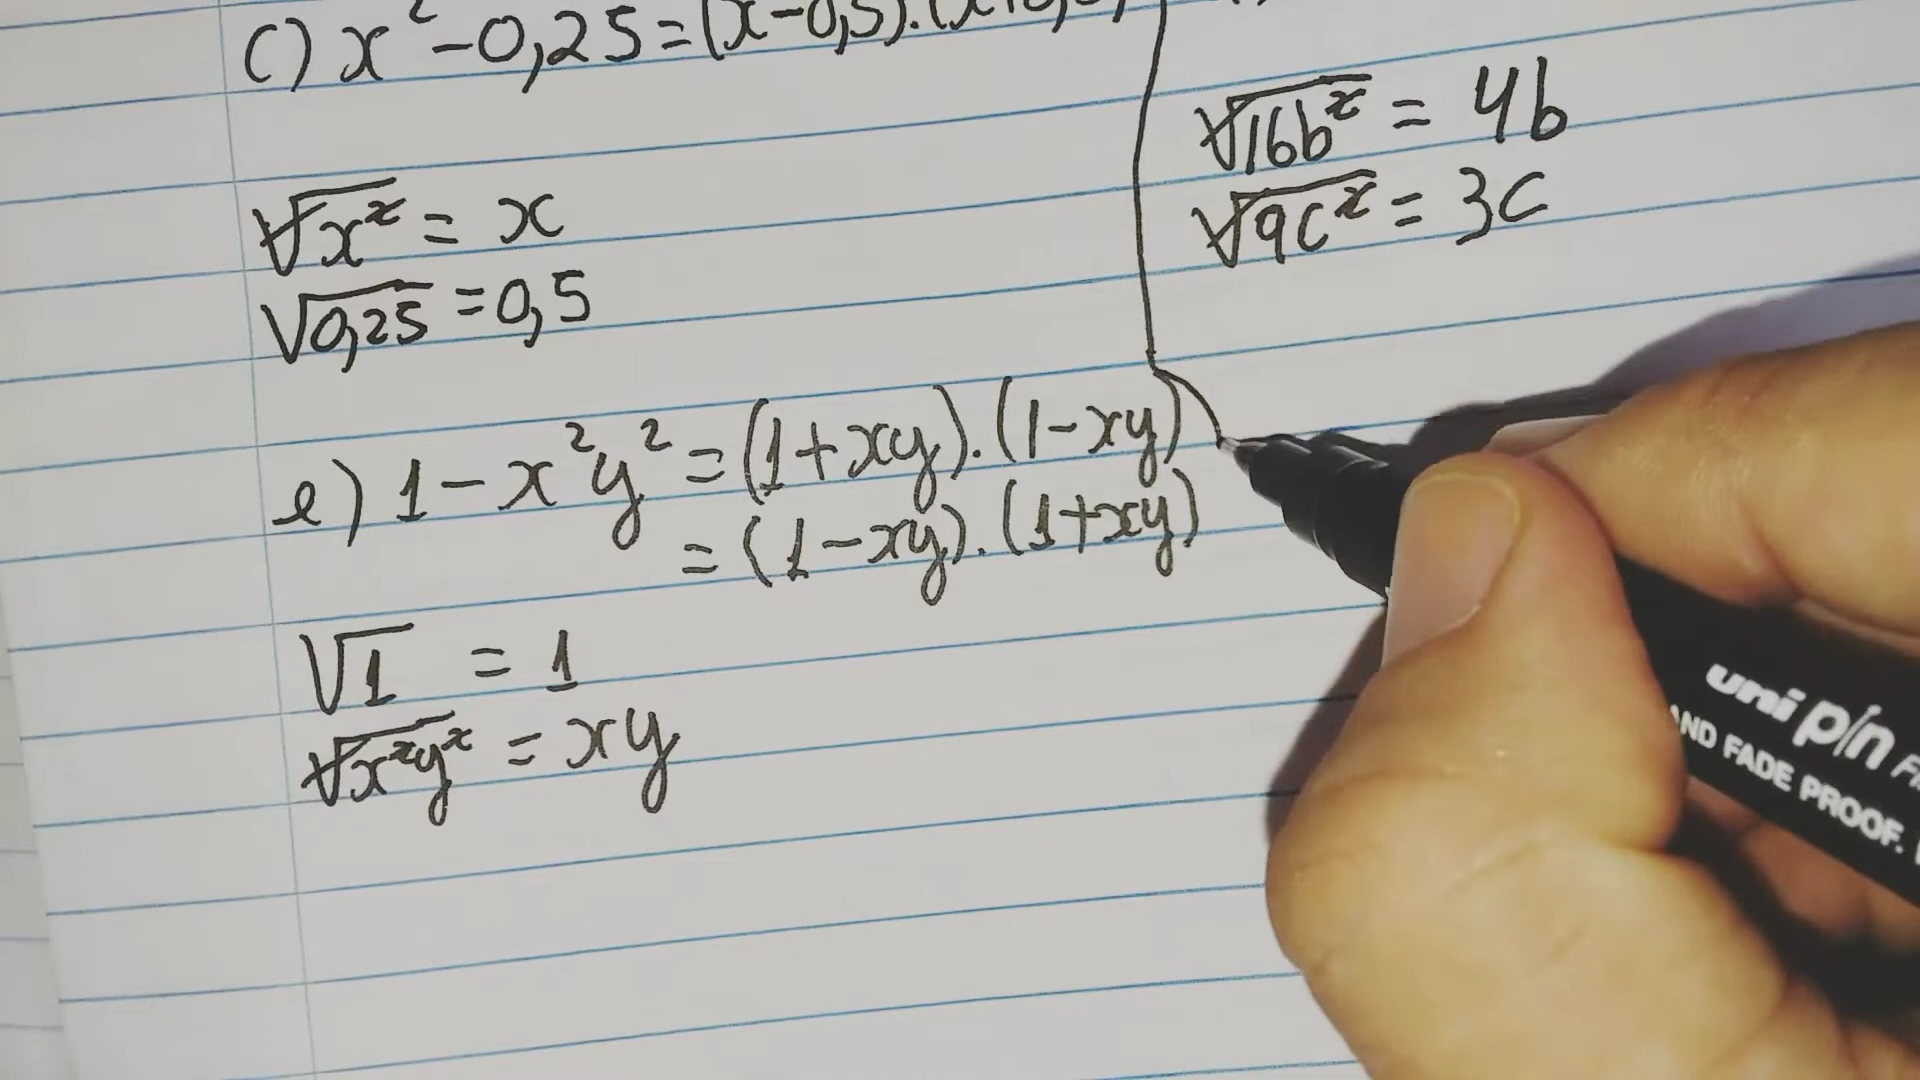 c) x² - 0,25 = (x - 0,5).(x
√x² = x
√0,25 = 0,5
√16b² = 4b
√9c² = 3c
e) 1 - x²y² = (1 + xy).(1 - xy)
= (1 - xy).(1 + xy)
√1 = 1
√x²y² = xy
uni pin
AND FADE PROOF.